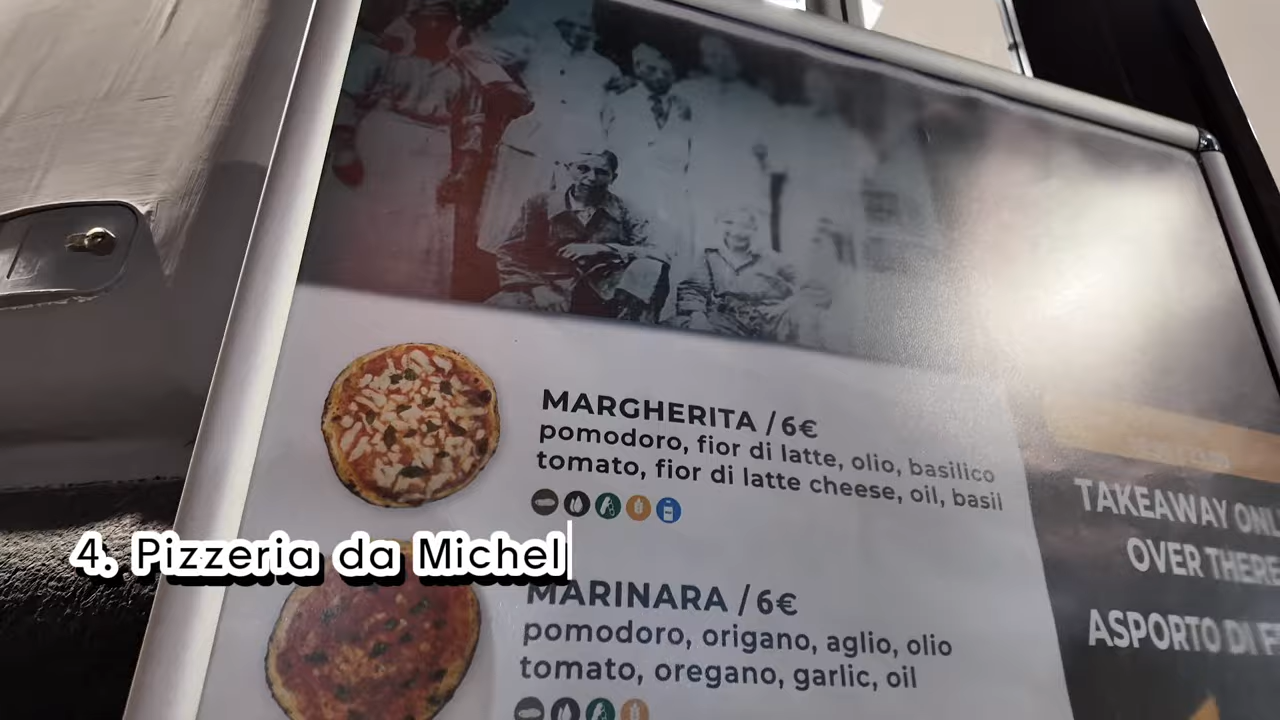 MARGHERITA / 6€
pomodoro, fior di latte, olio, basilico
tomato, fior di latte cheese, oil, basil
4. Pizzeria da Michel
MARINARA / 6€
pomodoro, origano, aglio, olio
tomato, oregano, garlic, oil
TAKEAWAY ONL
OVER THERE
ASPORTO DI F